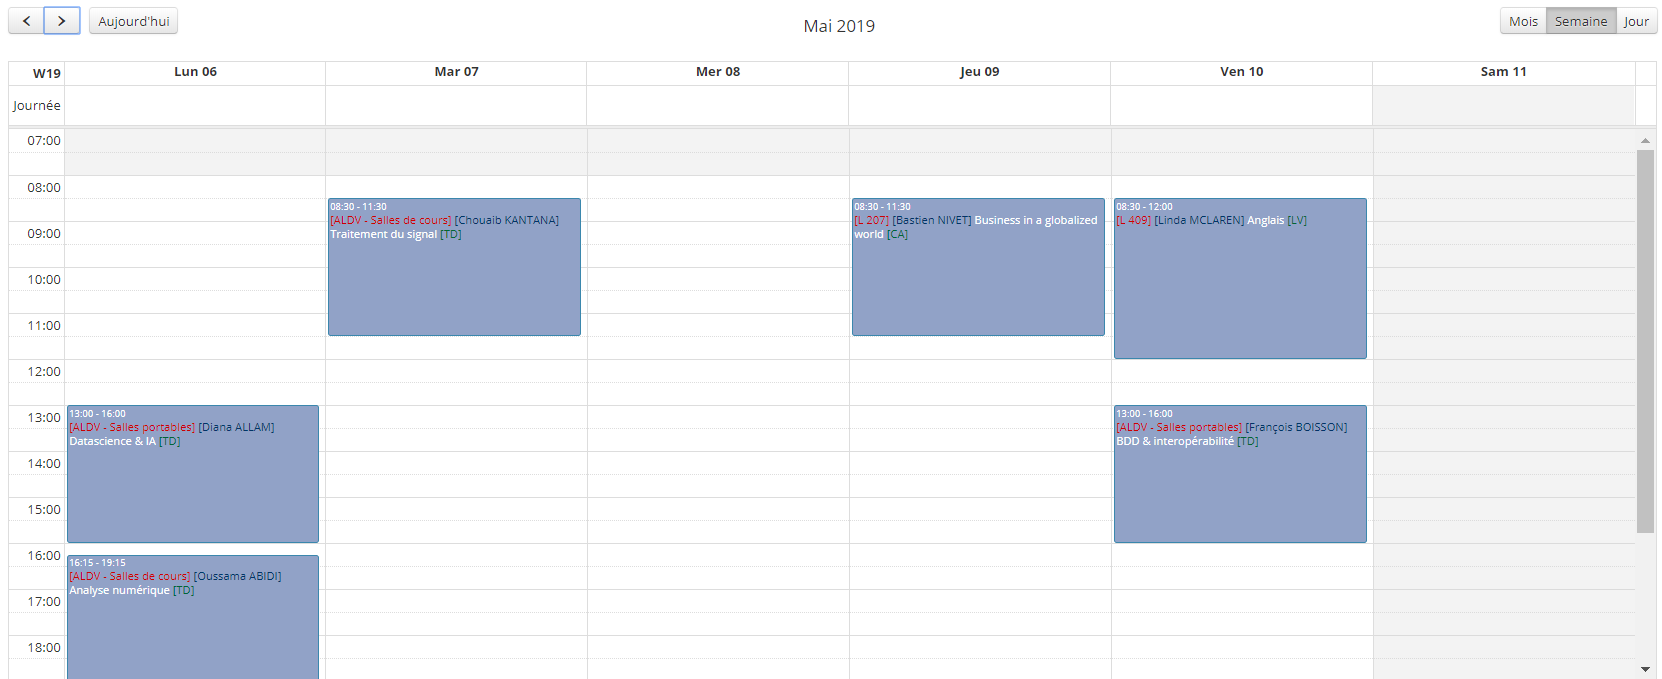 Aujourd'hui
Mai 2019
Mois Semaine Jour
W19 Lun 06 Mar 07 Mer 08 Jeu 09 Ven 10 Sam 11
Journée
07:00
08:00
08:30 - 11:30
[ALDV - Salles de cours] [Chouaib KANTANA]
Traitement du signal [TD]
08:30 - 11:30
[L 207] [Bastien NIVET] Business in a globalized
world [CA]
08:30 - 12:00
[L 409] [Linda MCLAREN] Anglais [LV]
09:00
10:00
11:00
12:00
13:00
13:00 - 16:00
[ALDV - Salles portables] [Diana ALLAM]
Datascience & IA [TD]
13:00 - 16:00
[ALDV - Salles portables] [François BOISSON]
BDD & interopérabilité [TD]
14:00
15:00
16:00
16:15 - 19:15
[ALDV - Salles de cours] [Oussama ABIDI]
Analyse numérique [TD]
17:00
18:00